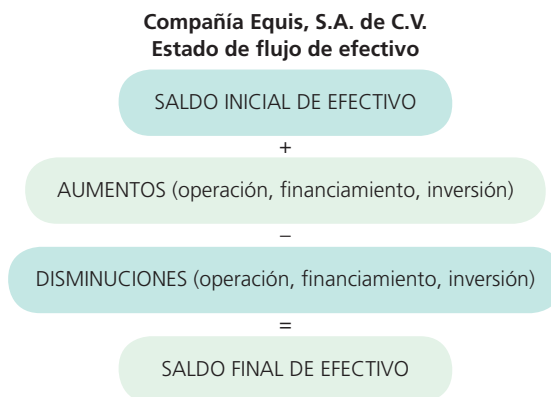 Compañía Equis, S.A. de C.V.
Estado de flujo de efectivo
SALDO INICIAL DE EFECTIVO
+
AUMENTOS (operación, financiamiento, inversión)
–
DISMINUCIONES (operación, financiamiento, inversión)
=
SALDO FINAL DE EFECTIVO